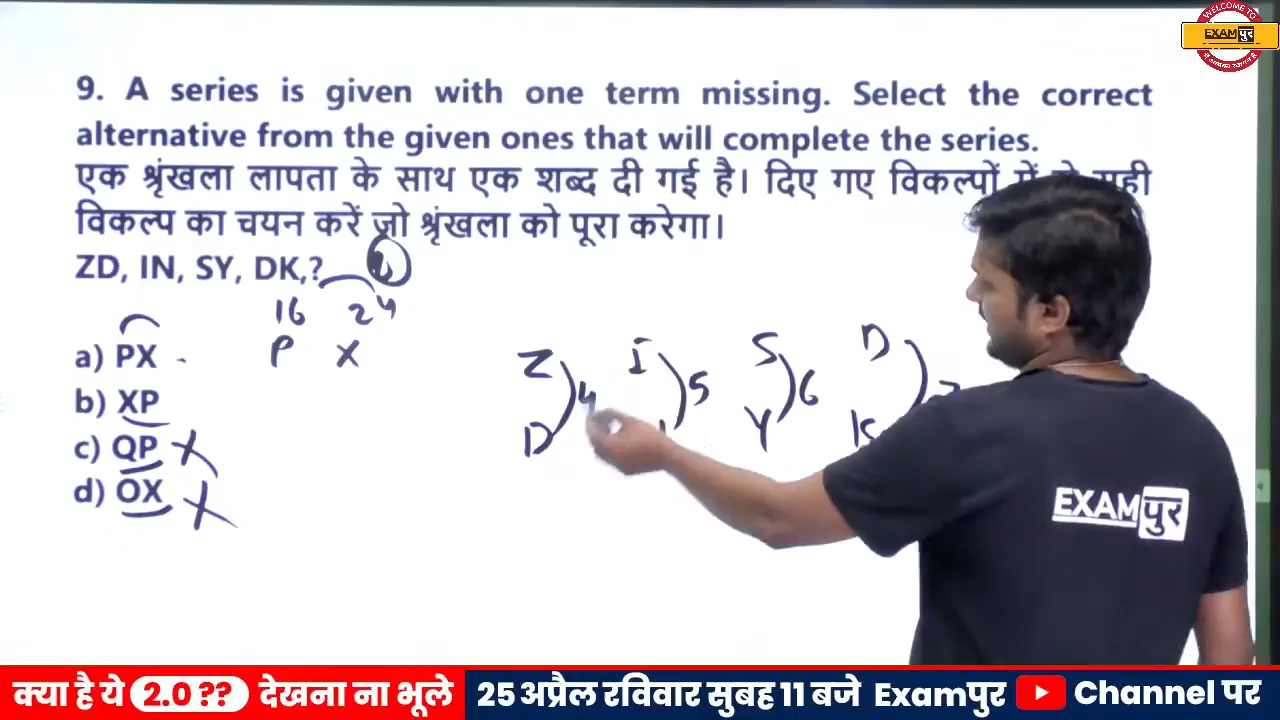 WELCOME TO
EXAMपुर
9. A series is given with one term missing. Select the correct
alternative from the given ones that will complete the series.
एक श्रृंखला लापता के साथ एक शब्द दी गई है। दिए गए विकल्पों में
विकल्प का चयन करें जो श्रृंखला को पूरा करेगा।
ZD, IN, SY, DK,?
16 24
a) PX - P X
b) XP
c) QP X
d) OX X
Z I S D
4 5 6
D Y K
EXAMपुर
क्या है ये 2.0 ?? देखना ना भूले 25 अप्रैल रविवार सुबह 11 बजे Examपुर Channel पर